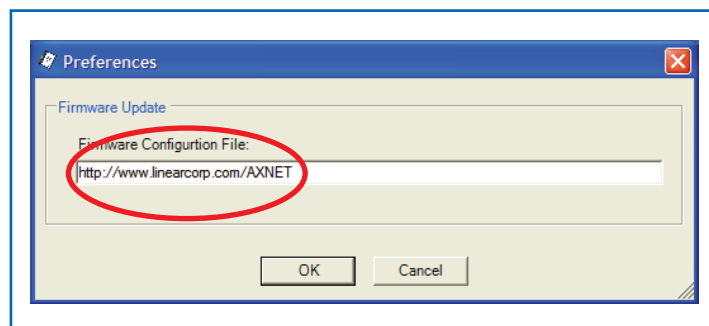 Preferences
Firmware Update
Firmware Configurtion File:
http://www.linearcorp.com/AXNET
OK
Cancel